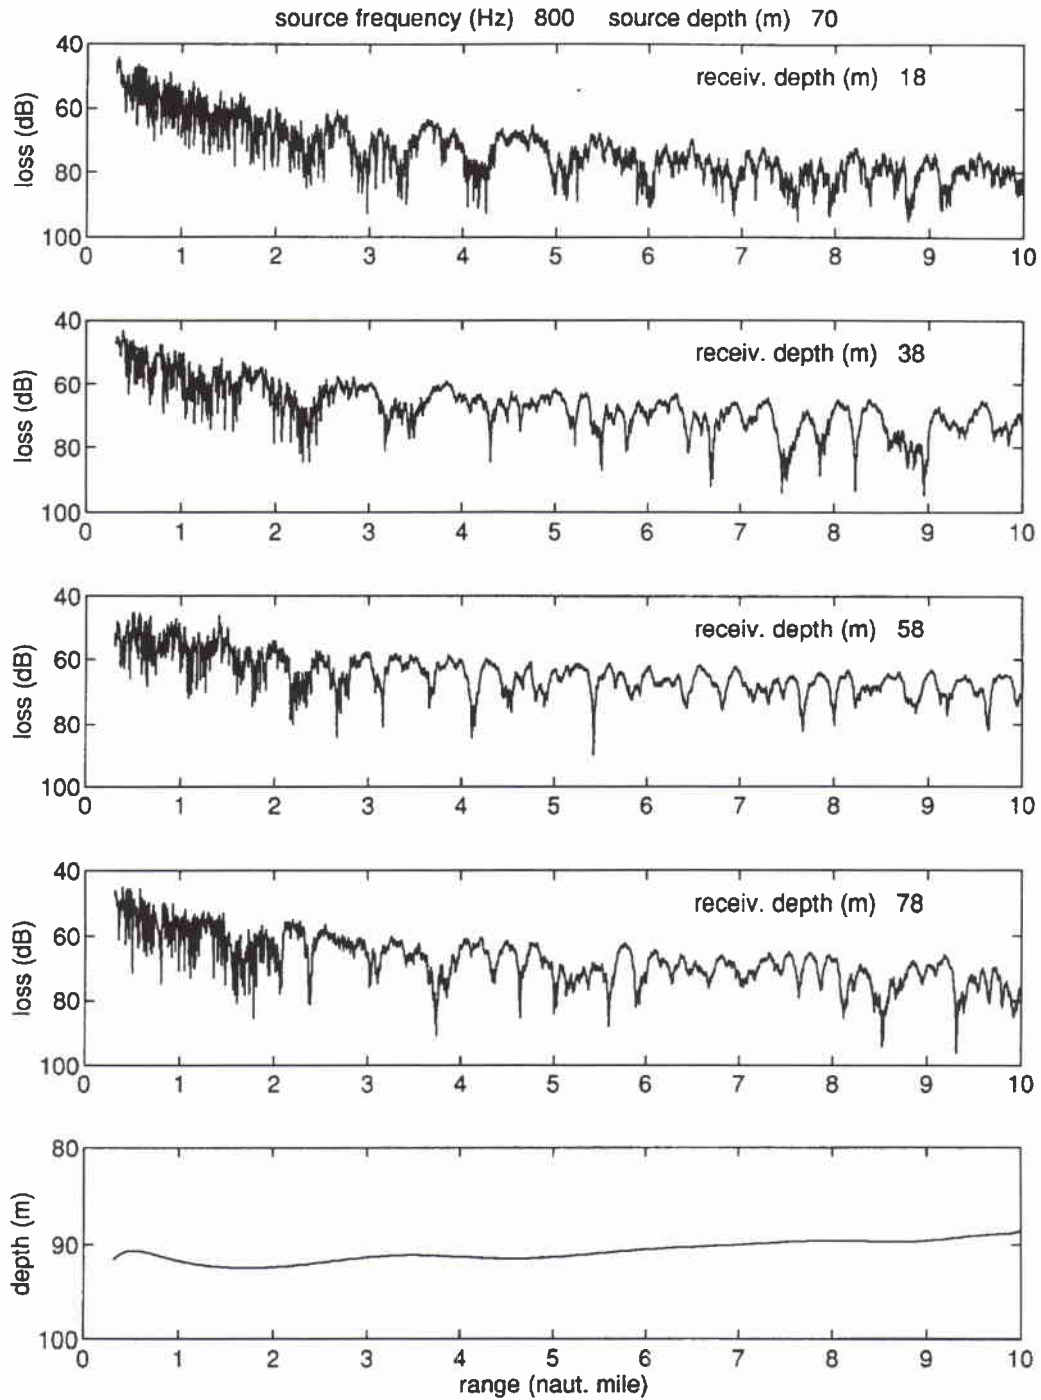 source frequency (Hz) 800 source depth (m) 70
40
60
80
100
loss (dB)
receiv. depth (m) 18
0 1 2 3 4 5 6 7 8 9 10
40
60
80
100
loss (dB)
receiv. depth (m) 38
0 1 2 3 4 5 6 7 8 9 10
40
60
80
100
loss (dB)
receiv. depth (m) 58
0 1 2 3 4 5 6 7 8 9 10
40
60
80
100
loss (dB)
receiv. depth (m) 78
0 1 2 3 4 5 6 7 8 9 10
80
90
100
depth (m)
0 1 2 3 4 5 6 7 8 9 10
range (naut. mile)